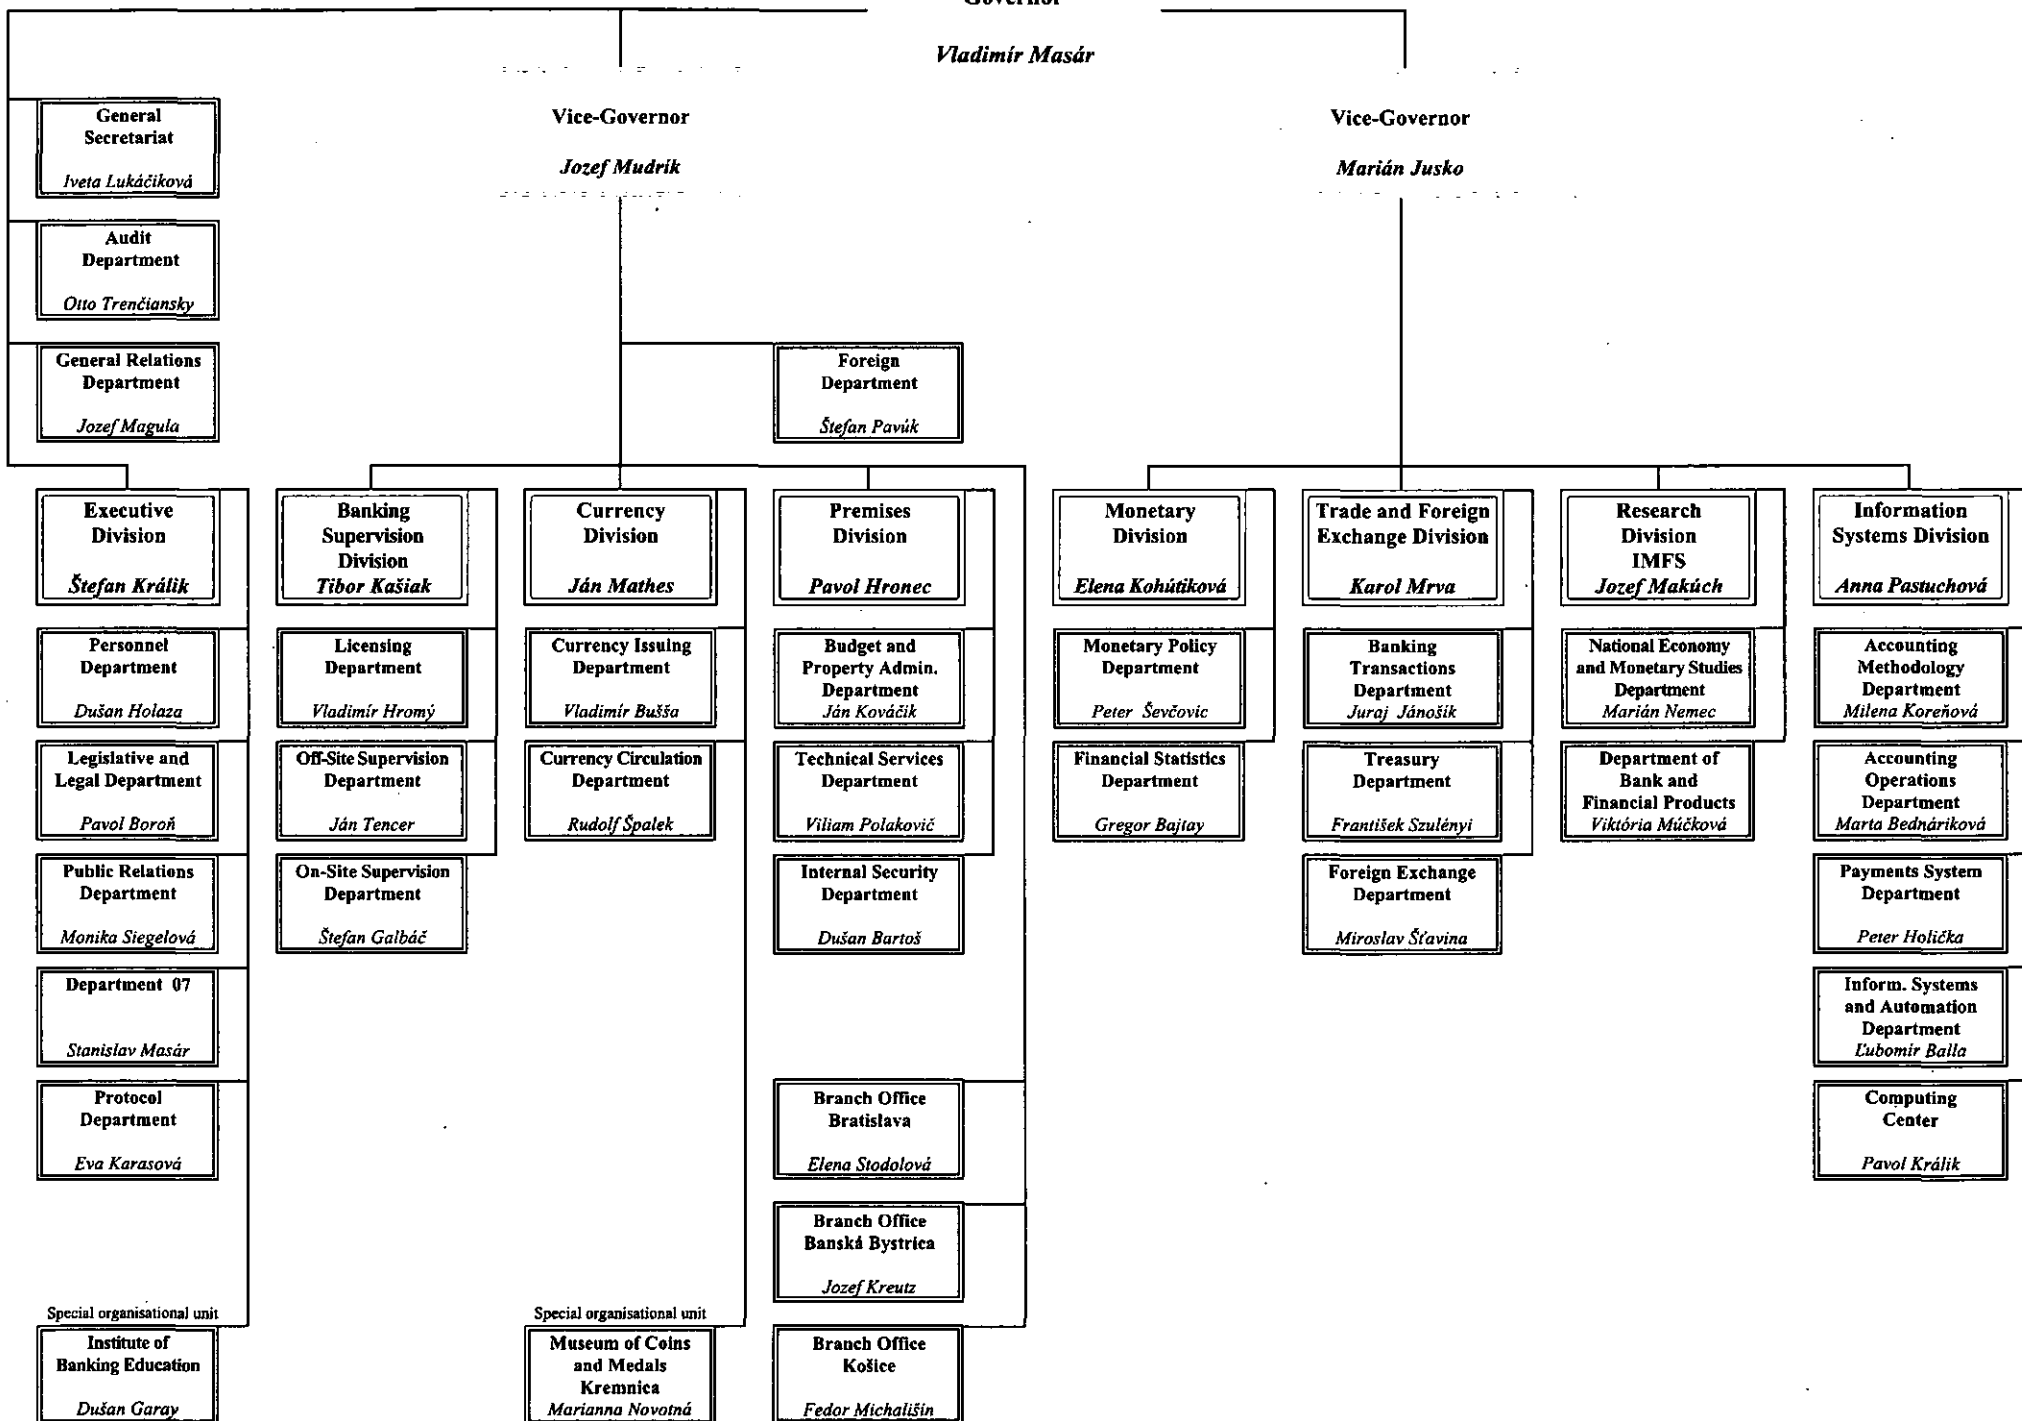 Governor
Vladimír Masár
Vice-Governor
Jozef Mudrík
Vice-Governor
Marián Jusko
General
Secretariat
Iveta Lukáčiková
Audit
Department
Otto Trenčiansky
General Relations
Department
Jozef Magula
Foreign
Department
Štefan Pavúk
Executive
Division
Štefan Králik
Personnel
Department
Dušan Holaza
Legislative and
Legal Department
Pavol Boroň
Public Relations
Department
Monika Siegelová
Department 07
Stanislav Masár
Protocol
Department
Eva Karasová
Special organisational unit
Institute of
Banking Education
Dušan Garay
Banking
Supervision
Division
Tibor Kašiak
Licensing
Department
Vladimír Hromý
Off-Site Supervision
Department
Ján Tencer
On-Site Supervision
Department
Štefan Galbáč
Currency
Division
Ján Mathes
Currency Issuing
Department
Vladimír Bušša
Currency Circulation
Department
Rudolf Špalek
Special organisational unit
Museum of Coins
and Medals
Kremnica
Marianna Novotná
Premises
Division
Pavol Hronec
Budget and
Property Admin.
Department
Ján Kováčik
Technical Services
Department
Viliam Polakovič
Internal Security
Department
Dušan Bartoš
Branch Office
Bratislava
Elena Stodolová
Branch Office
Banská Bystrica
Jozef Kreutz
Branch Office
Košice
Fedor Michališin
Monetary
Division
Elena Kohútiková
Monetary Policy
Department
Peter Ševčovic
Financial Statistics
Department
Gregor Bajtay
Trade and Foreign
Exchange Division
Karol Mrva
Banking
Transactions
Department
Juraj Jánošík
Treasury
Department
František Szulényi
Foreign Exchange
Department
Miroslav Šťavina
Research
Division
IMFS
Jozef Makúch
National Economy
and Monetary Studies
Department
Marián Nemec
Department of
Bank and
Financial Products
Viktória Múčková
Information
Systems Division
Anna Pastuchová
Accounting
Methodology
Department
Milena Koreňová
Accounting
Operations
Department
Marta Bednáriková
Payments System
Department
Peter Holička
Inform. Systems
and Automation
Department
Ľubomír Balla
Computing
Center
Pavol Králik